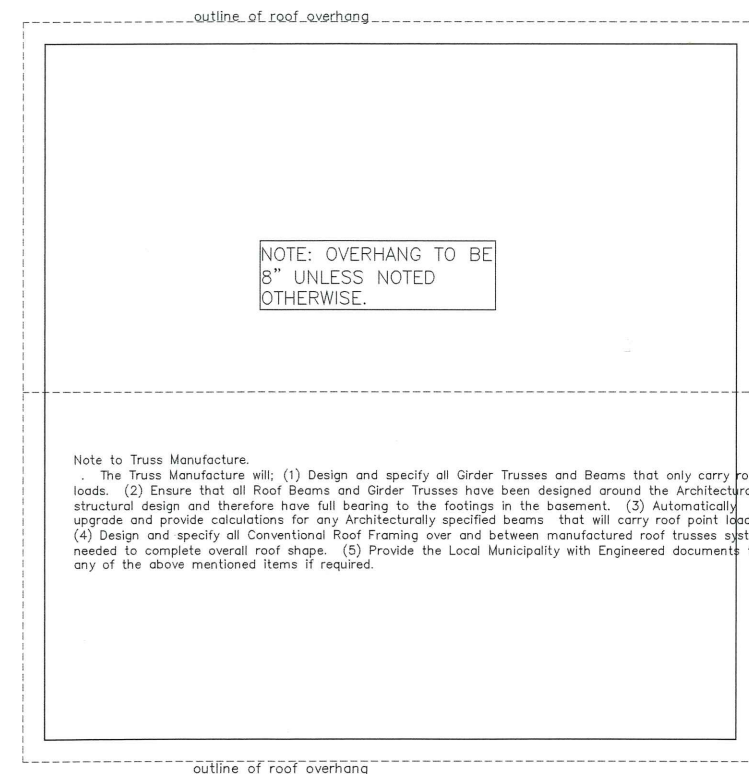 outline of roof overhang
NOTE: OVERHANG TO BE
8" UNLESS NOTED
OTHERWISE.
Note to Truss Manufacture.
. The Truss Manufacture will; (1) Design and specify all Girder Trusses and Beams that only carry
loads. (2) Ensure that all Roof Beams and Girder Trusses have been designed around the
structural design and therefore have full bearing to the footings in the basement. (3) Automatically
upgrade and provide calculations for any Architecturally specified beams that will carry roof point
(4) Design and specify all Conventional Roof Framing over and between manufactured roof trusses
needed to complete overall roof shape. (5) Provide the Local Municipality with Engineered documents
any of the above mentioned items if required.
outline of roof overhang